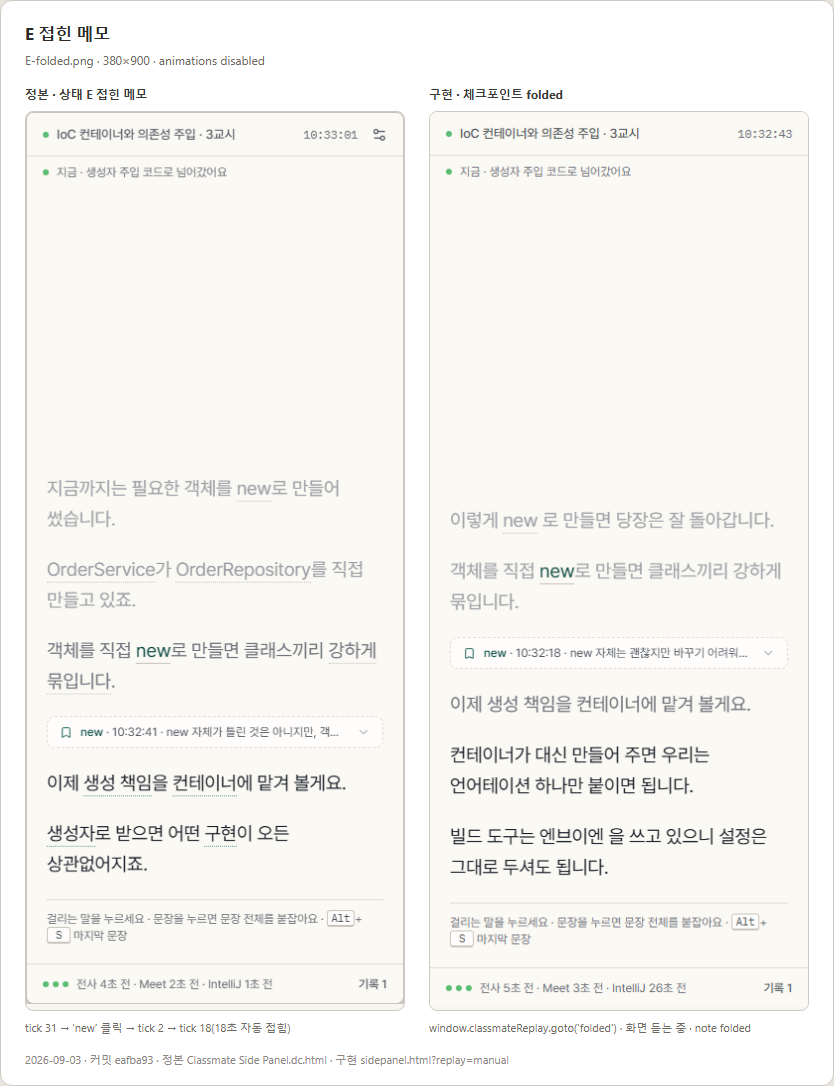 E 접힌 메모
E-folded.png · 380×900 · animations disabled
정본 · 상태 E 접힌 메모
IoC 컨테이너와 의존성 주입 · 3교시 10:33:01
지금 · 생성자 주입 코드로 넘어갔어요
지금까지는 필요한 객체를 new로 만들어
썼습니다.
OrderService가 OrderRepository를 직접
만들고 있죠.
객체를 직접 new로 만들면 클래스끼리 강하게
묶입니다.
new · 10:32:41 · new 자체가 틀린 것은 아니지만, 객...
이제 생성 책임을 컨테이너에 맡겨 볼게요.
생성자로 받으면 어떤 구현이 오든
상관없어지죠.
걸리는 말을 누르세요 · 문장을 누르면 문장 전체를 붙잡아요 · Alt +
S 마지막 문장
전사 4초 전 · Meet 2초 전 · IntelliJ 1초 전 기록 1
tick 31 → 'new' 클릭 → tick 2 → tick 18(18초 자동 접힘)
구현 · 체크포인트 folded
IoC 컨테이너와 의존성 주입 · 3교시 10:32:43
지금 · 생성자 주입 코드로 넘어갔어요
이렇게 new 로 만들면 당장은 잘 돌아갑니다.
객체를 직접 new로 만들면 클래스끼리 강하게
묶입니다.
new · 10:32:18 · new 자체는 괜찮지만 바꾸기 어려워...
이제 생성 책임을 컨테이너에 맡겨 볼게요.
컨테이너가 대신 만들어 주면 우리는
언어테이션 하나만 붙이면 됩니다.
빌드 도구는 엔브이엔 을 쓰고 있으니 설정은
그대로 두셔도 됩니다.
걸리는 말을 누르세요 · 문장을 누르면 문장 전체를 붙잡아요 · Alt +
S 마지막 문장
전사 5초 전 · Meet 3초 전 · IntelliJ 26초 전 기록 1
window.classmateReplay.goto('folded') · 화면 듣는 중 · note folded
2026-09-03 · 커밋 eafba93 · 정본 Classmate Side Panel.dc.html · 구현 sidepanel.html?replay=manual